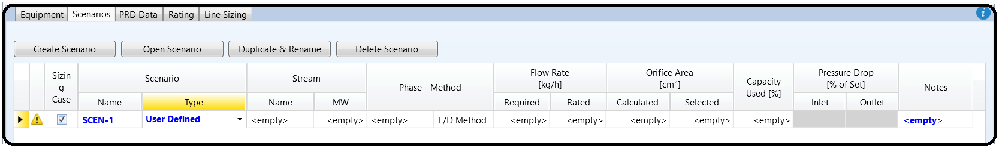 Equipment Scenarios PRD Data Rating Line Sizing i
Create Scenario Open Scenario Duplicate & Rename Delete Scenario
Sizin
g
Case
Scenario
Name Type
Stream
Name MW
Phase - Method
Flow Rate
[kg/h]
Required Rated
Orifice Area
[cm²]
Calculated Selected
Capacity
Used [%]
Pressure Drop
[% of Set]
Inlet Outlet
Notes
SCEN-1 User Defined <empty> <empty> <empty> L/D Method <empty> <empty> <empty> <empty> <empty> <empty>